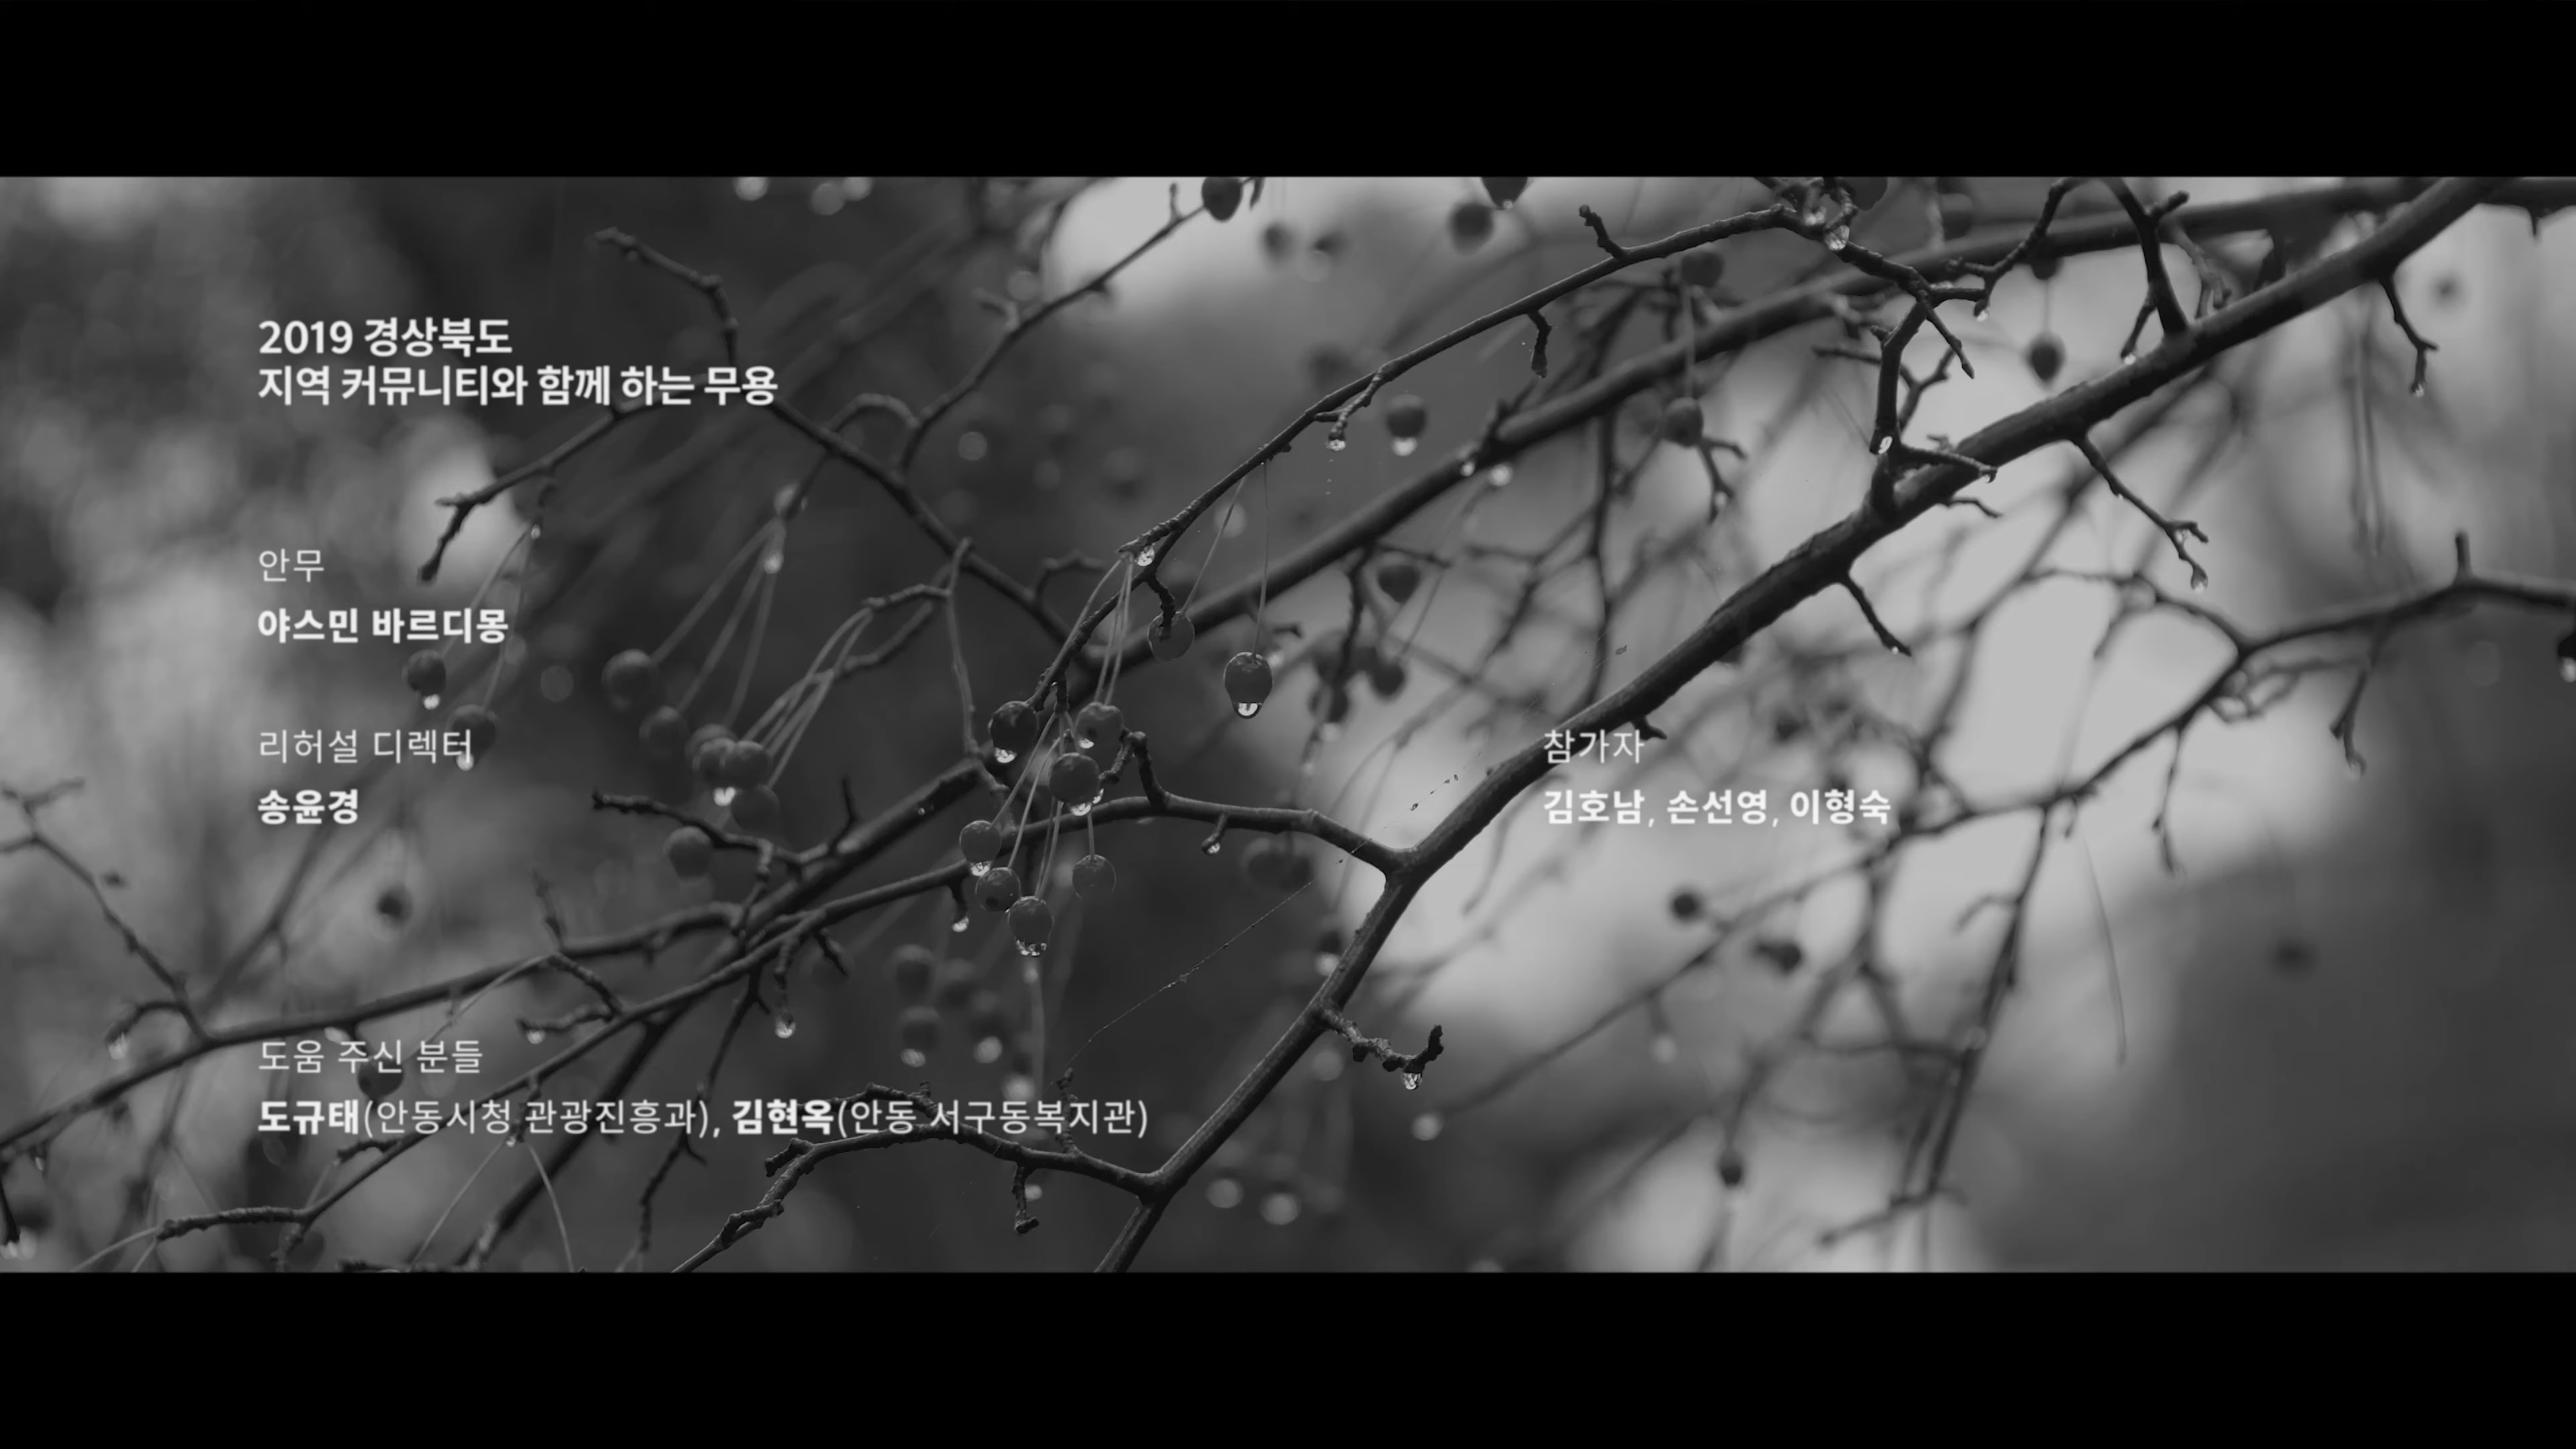 2019 경상북도
지역 커뮤니티와 함께 하는 무용
안무
야스민 바르디몽
리허설 디렉터
송윤경
참가자
김호남, 손선영, 이형숙
도움 주신 분들
도규태(안동시청 관광진흥과), 김현옥(안동 서구동복지관)